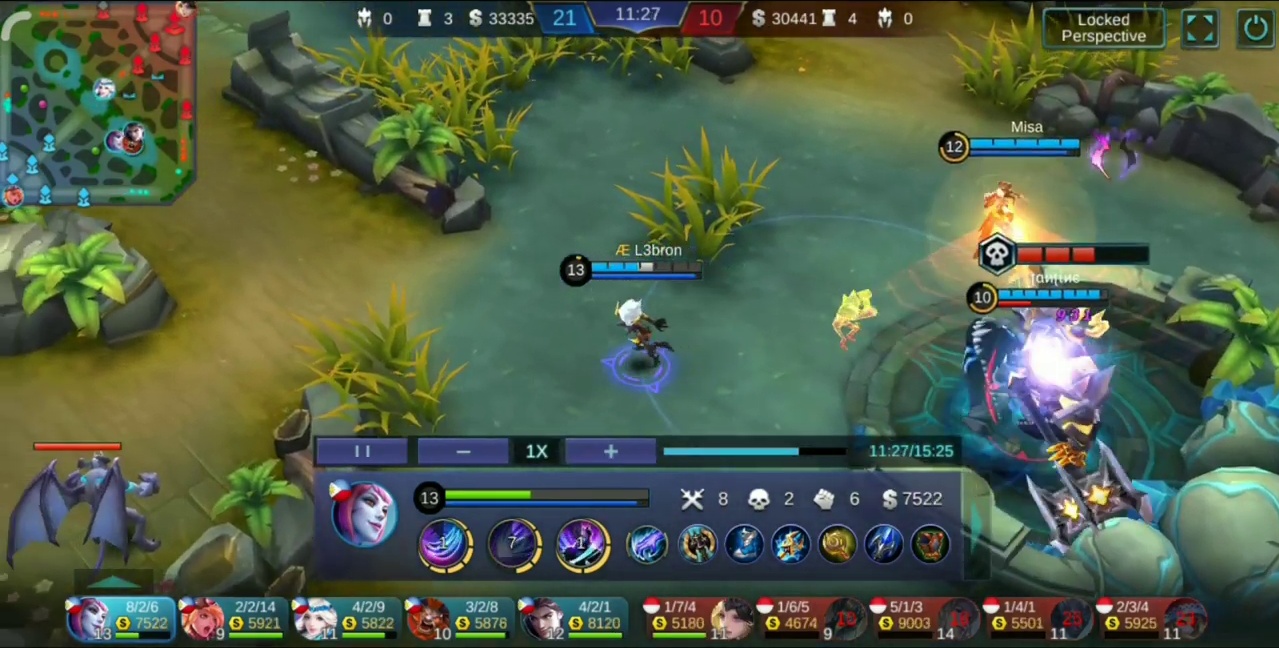 0 3 $ 33335 21 11:27 10 $ 30441 4 0
Locked
Perspective
Misa
12
Æ L3bron
13
10
931
1X
11:27/15:25
13
8 2 6 $ 7522
1 7 1
8/2/6 2/2/14 4/2/9 3/2/8 4/2/1 1/7/4 1/6/5 5/1/3 1/4/1 2/3/4
7522 5921 5822 5876 8120 5180 4674 9003 5501 5925
13 9 11 10 12 11 9 14 11 11